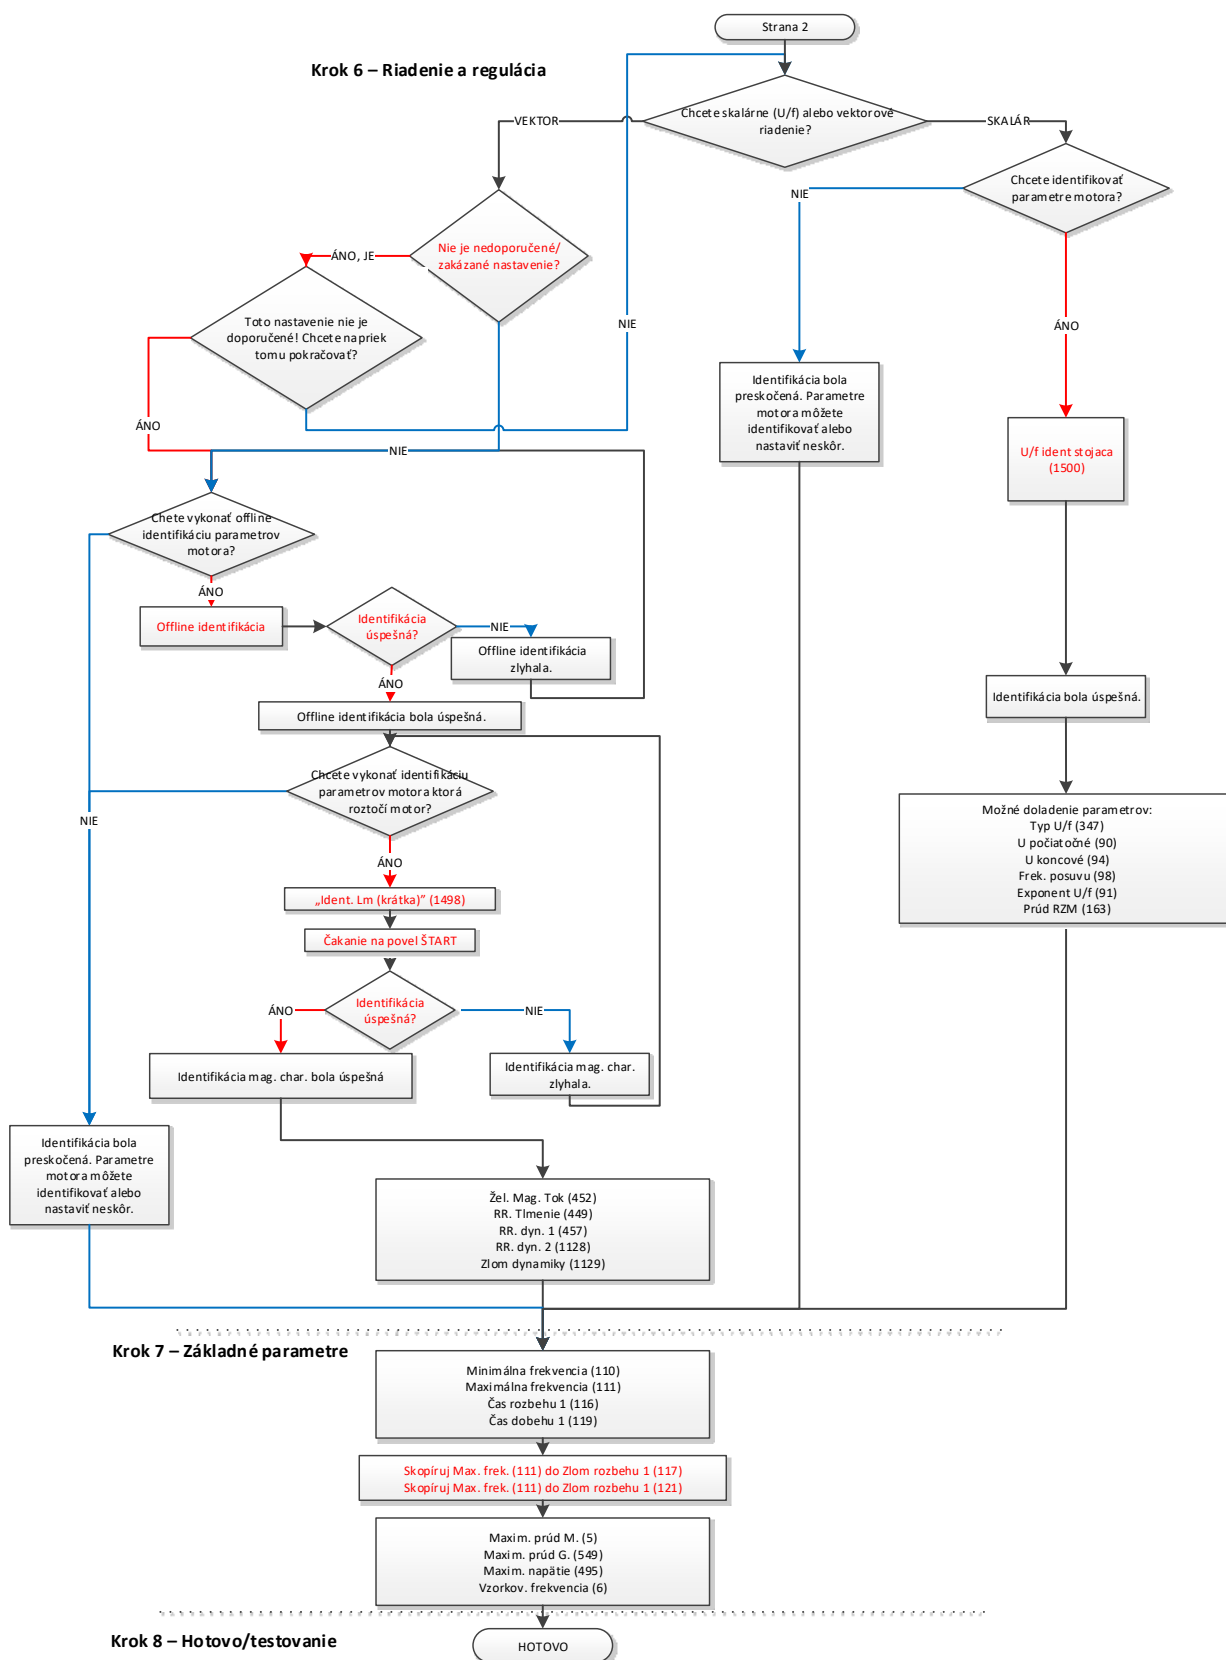 Strana 2
Krok 6 – Riadenie a regulácia
Chcete skalárne (U/f) alebo vektorové
riadenie?
VEKTOR
SKALÁR
Chcete identifikovať
parametre motora?
NIE
ÁNO
Nie je nedoporučené/
zakázané nastavenie?
ÁNO, JE
Toto nastavenie nie je
doporučené! Chcete napriek
tomu pokračovať?
NIE
ÁNO
NIE
Identifikácia bola
preskočená. Parametre
motora môžete
identifikovať alebo
nastaviť neskôr.
U/f ident stojaca
(1500)
Chete vykonať offline
identifikáciu parametrov
motora?
ÁNO
Offline identifikácia
Identifikácia
úspešná?
NIE
Offline identifikácia
zlyhala.
ÁNO
Offline identifikácia bola úspešná.
Identifikácia bola úspešná.
Chcete vykonať identifikáciu
parametrov motora ktorá
roztočí motor?
NIE
ÁNO
Možné doladenie parametrov:
Typ U/f (347)
U počiatočné (90)
U koncové (94)
Frek. posuvu (98)
Exponent U/f (91)
Prúd RZM (163)
„Ident. Lm (krátka)” (1498)
Čakanie na povel ŠTART
Identifikácia
úspešná?
ÁNO
NIE
Identifikácia mag. char. bola úspešná
Identifikácia mag. char.
zlyhala.
Identifikácia bola
preskočená. Parametre
motora môžete
identifikovať alebo
nastaviť neskôr.
Žel. Mag. Tok (452)
RR. Tlmenie (449)
RR. dyn. 1 (457)
RR. dyn. 2 (1128)
Zlom dynamiky (1129)
Krok 7 – Základné parametre
Minimálna frekvencia (110)
Maximálna frekvencia (111)
Čas rozbehu 1 (116)
Čas dobehu 1 (119)
Skopíruj Max. frek. (111) do Zlom rozbehu 1 (117)
Skopíruj Max. frek. (111) do Zlom rozbehu 1 (121)
Maxim. prúd M. (5)
Maxim. prúd G. (549)
Maxim. napätie (495)
Vzorkov. frekvencia (6)
Krok 8 – Hotovo/testovanie
HOTOVO